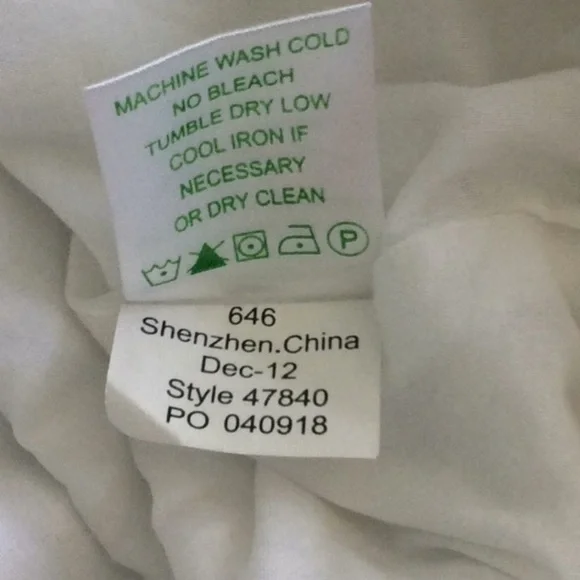 MACHINE WASH COLD
NO BLEACH
TUMBLE DRY LOW
COOL IRON IF
NECESSARY
OR DRY CLEAN
P
646
Shenzhen.China
Dec-12
Style 47840
PO 040918